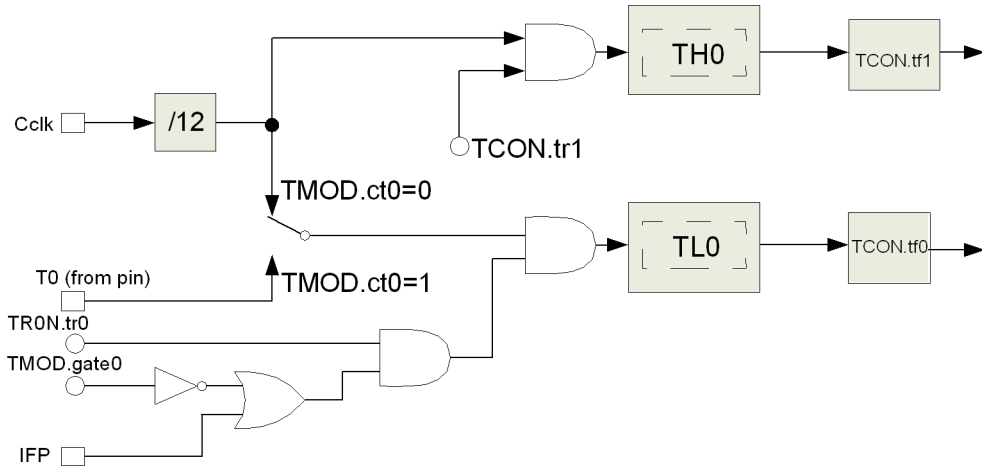 TH0
TCON.tf1
Cclk
/12
TCON.tr1
TMOD.ct0=0
TL0
TCON.tf0
T0 (from pin)
TMOD.ct0=1
TR0N.tr0
TMOD.gate0
IFP